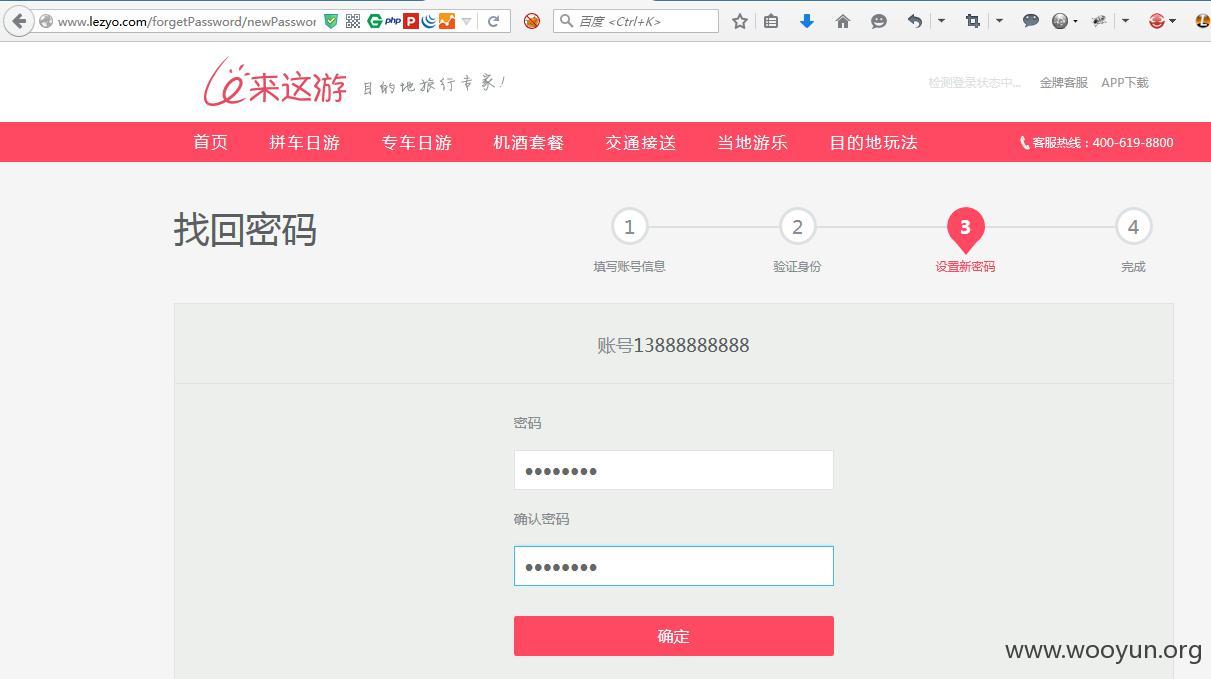 www.lezyo.com/forgetPassword/newPasswor
百度 <Ctrl+K>
来这游
目的地旅行专家!
检测登录状态中... 金牌客服 APP下载
首页 拼车日游 专车日游 机酒套餐 交通接送 当地游乐 目的地玩法 客服热线：400-619-8800
找回密码
1 2 3 4
填写账号信息 验证身份 设置新密码 完成
账号13888888888
密码
••••••••
确认密码
••••••••
确定
www.wooyun.org